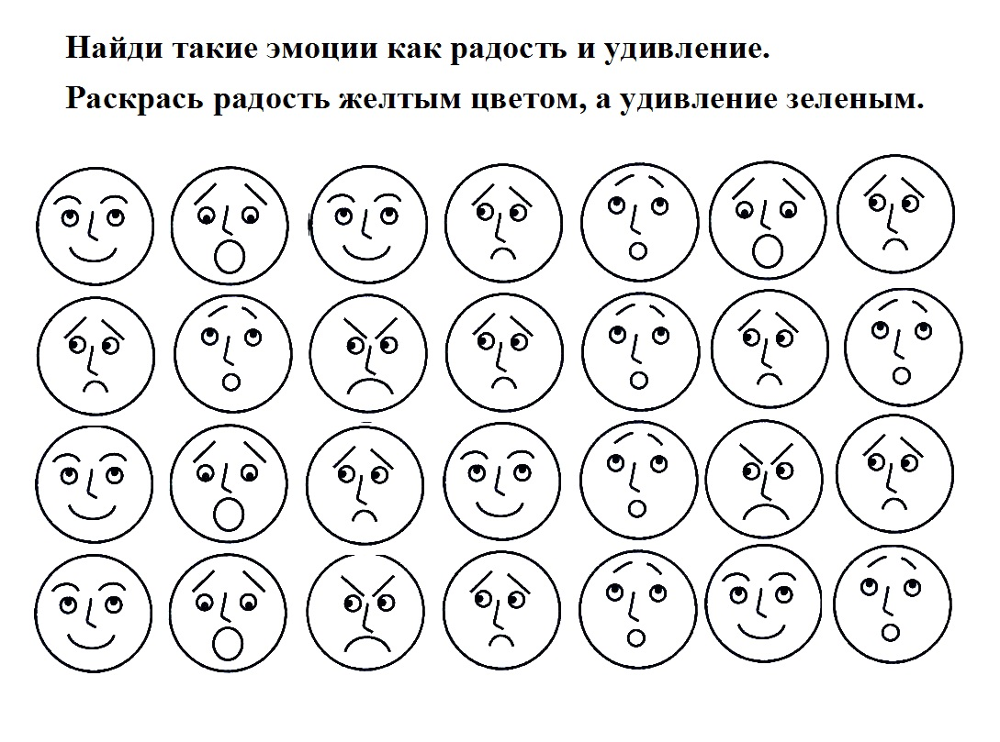 Найди такие эмоции как радость и удивление.
Раскрась радость желтым цветом, а удивление зеленым.